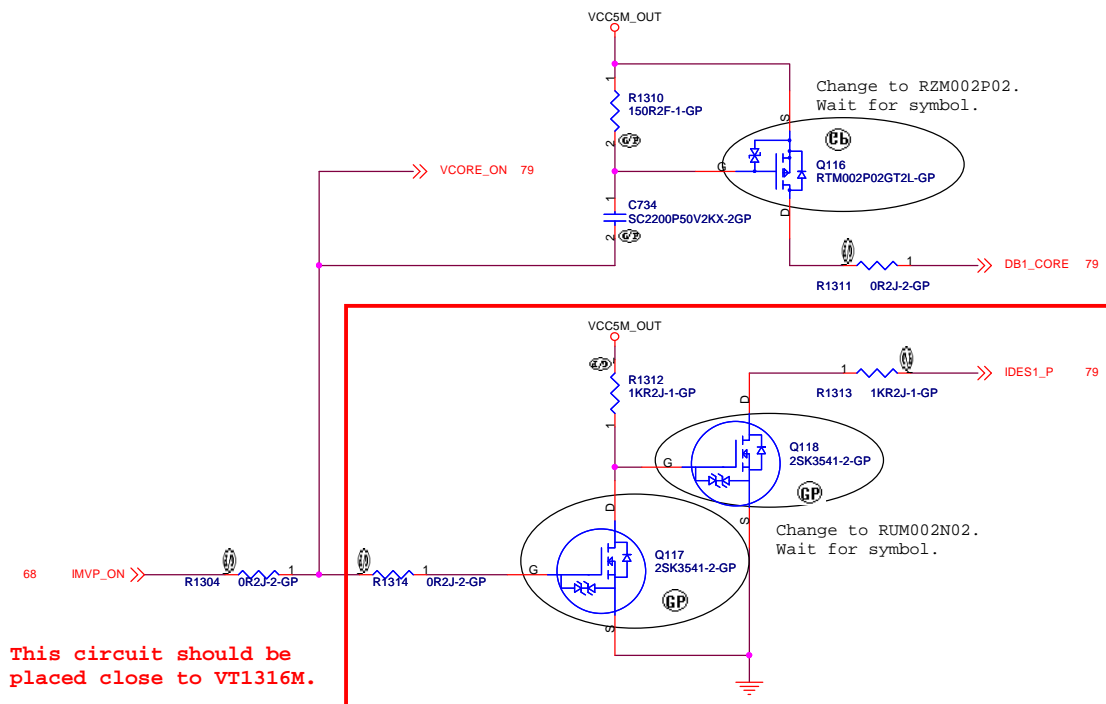 VCC5M_OUT
Change to RZM002P02.
Wait for symbol.
1
R1310
150R2F-1-GP
2
G/P
S
Cb
G
Q116
RTM002P02GT2L-GP
D
VCORE_ON 79
1
C734
SC2200P50V2KX-2GP
2
G/P
1
DB1_CORE 79
R1311 0R2J-2-GP
VCC5M_OUT
R1312
1KR2J-1-GP
1
1
IDES1_P 79
R1313 1KR2J-1-GP
D
G
Q118
2SK3541-2-GP
GP
S
Change to RUM002N02.
Wait for symbol.
D
G
Q117
2SK3541-2-GP
GP
S
68 IMVP_ON
1
R1304 0R2J-2-GP
1
R1314 0R2J-2-GP
This circuit should be
placed close to VT1316M.